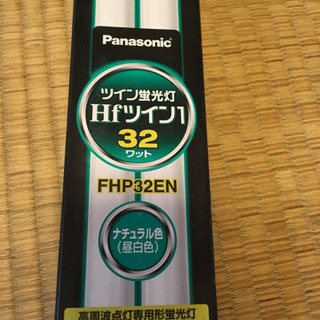 Panasonic
ツイン蛍光灯
Hfツイン1
32
ワット
FHP32EN
ナチュラル色
(昼白色)
高周波点灯専用形蛍光灯